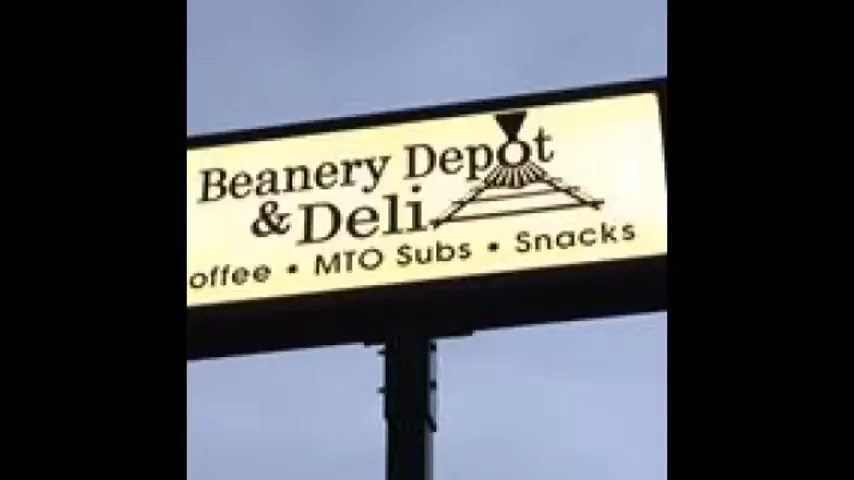 Beanery Depot
& Deli
offee • MTO Subs • Snacks